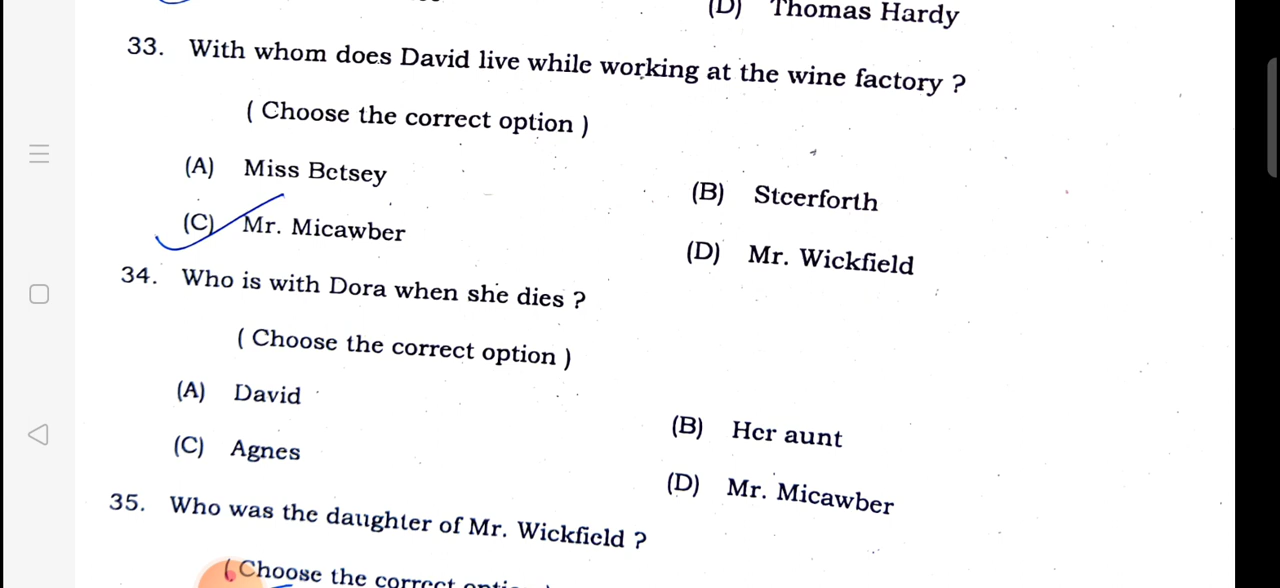 (D) Thomas Hardy
33. With whom does David live while working at the wine factory ?
( Choose the correct option )
(A) Miss Betsey
(B) Steerforth
(C) Mr. Micawber
(D) Mr. Wickfield
34. Who is with Dora when she dies ?
( Choose the correct option )
(A) David
(B) Her aunt
(C) Agnes
(D) Mr. Micawber
35. Who was the daughter of Mr. Wickfield ?
( Choose the correct